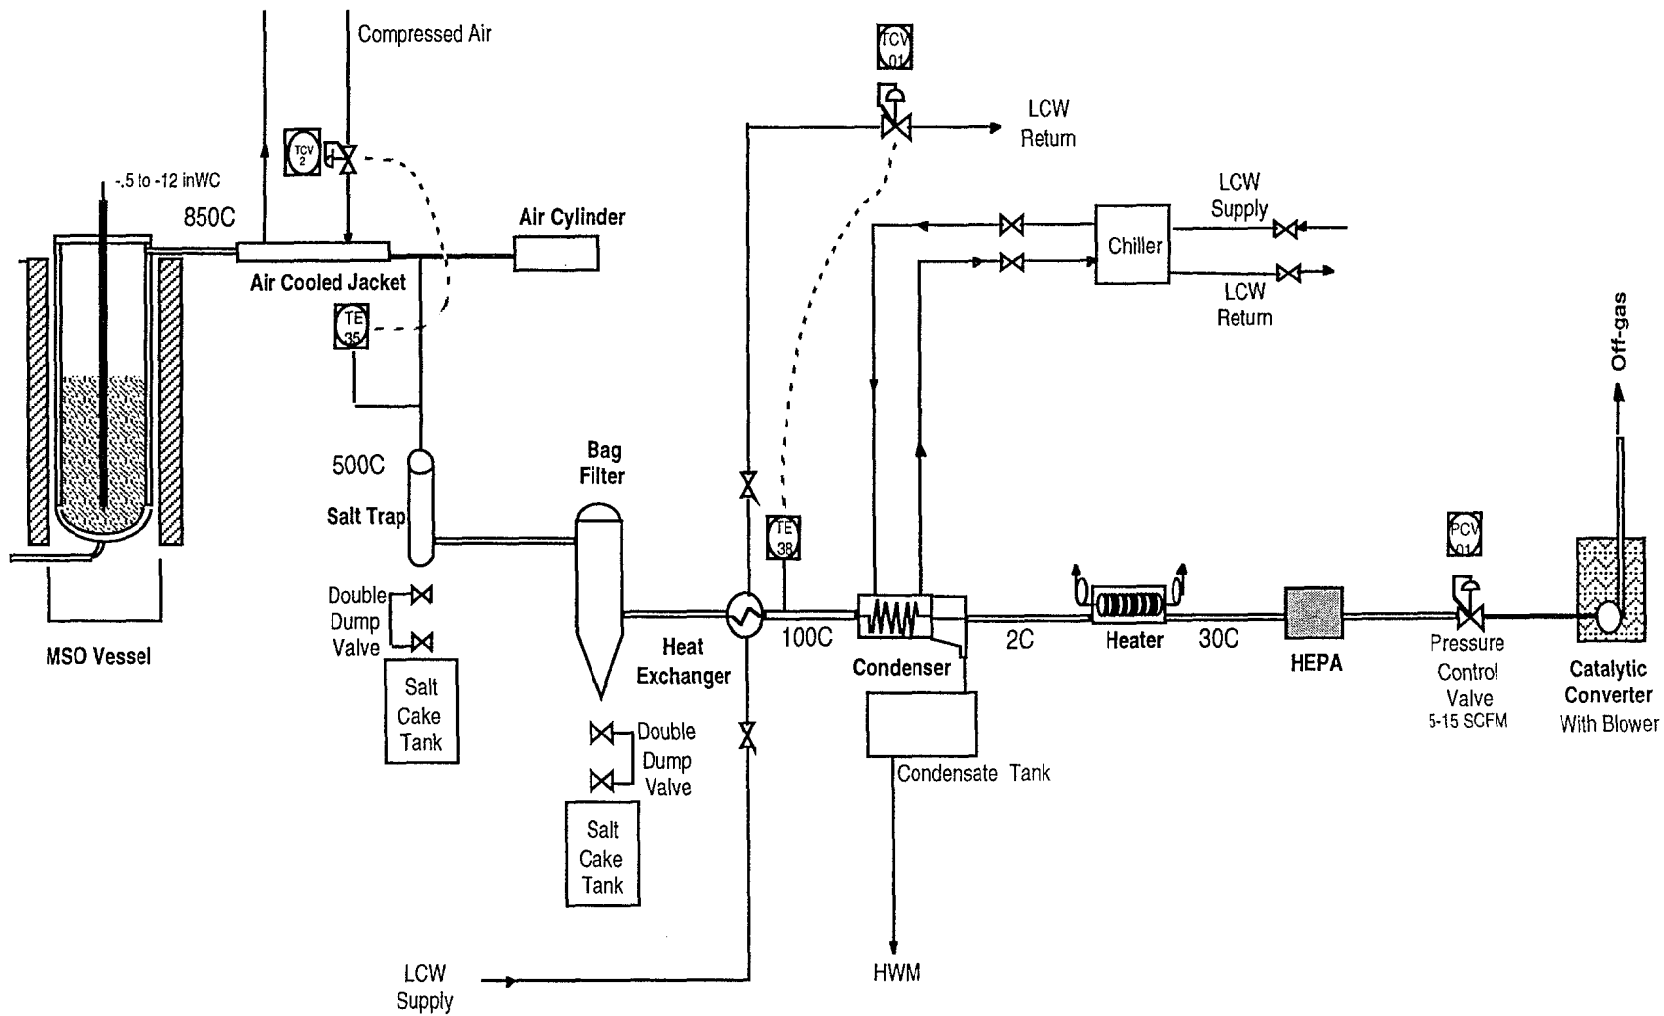 Compressed Air
TCV
01
LCW
Return
TCV
2
-.5 to -12 inWC
850C
Air Cylinder
LCW
Supply
Chiller
Air Cooled Jacket
LCW
Return
TE
35
Off-gas
500C
Bag
Filter
Salt Trap
TE
38
PCV
01
Double
Dump
Valve
100C
2C
Heater
30C
MSO Vessel
Heat
Exchanger
Condenser
HEPA
Pressure
Control
Valve
5-15 SCFM
Catalytic
Converter
With Blower
Salt
Cake
Tank
Double
Dump
Valve
Condensate Tank
Salt
Cake
Tank
LCW
Supply
HWM